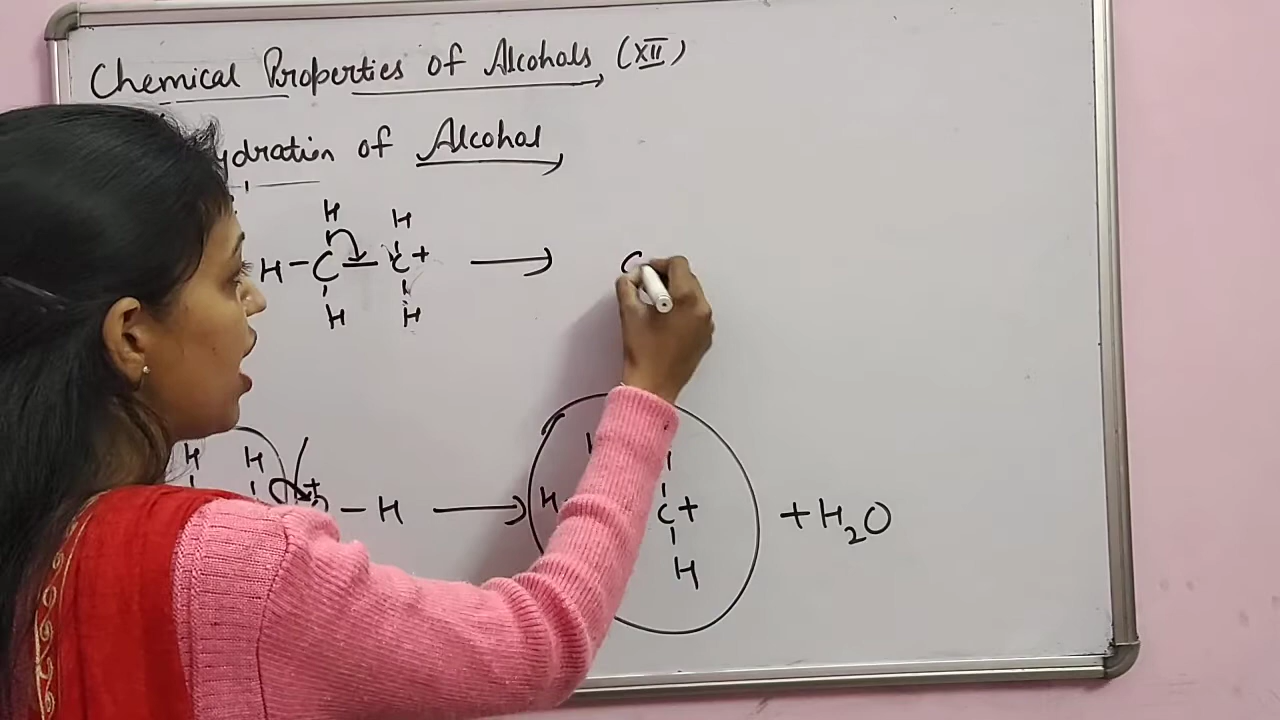 Chemical Properties of Alcohols (XII)
ydration of Alcohol
H H
H - C - C + → C
H H
H H
+
- H → H C + + H2O
H